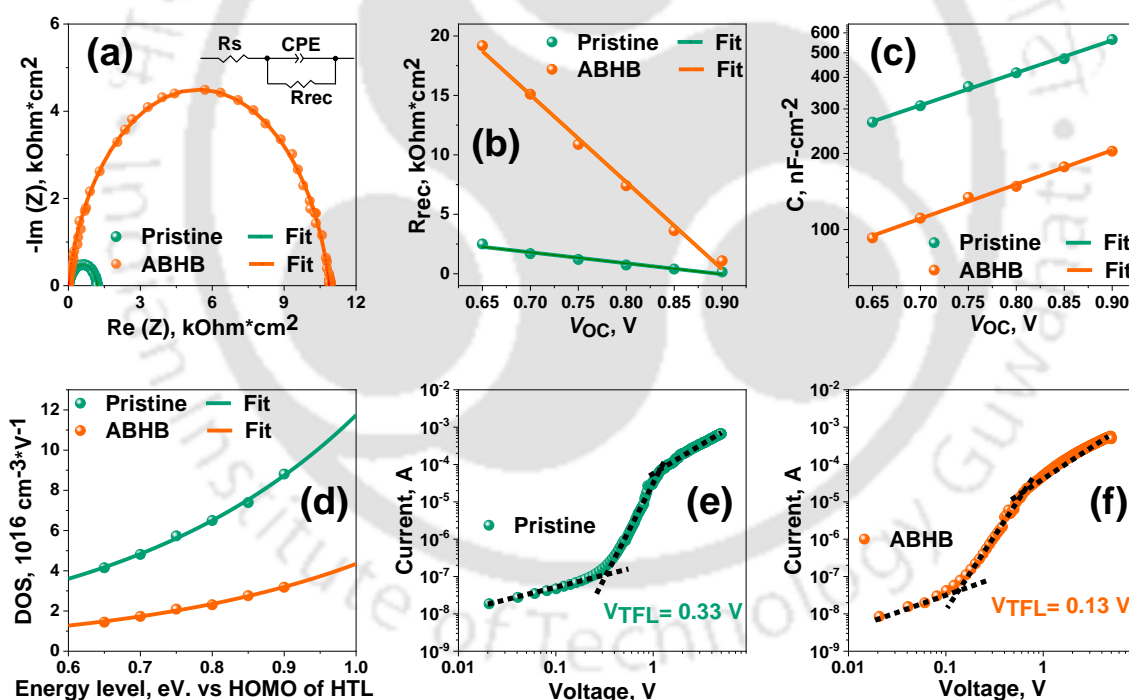 (a)
Rs
CPE
Rrec
-Im (Z), kOhm*cm2
6
4
2
0
Pristine Fit
ABHB Fit
0 3 6 9 12
Re (Z), kOhm*cm2
(b)
Rrec, kOhm*cm2
20
15
10
5
0
Pristine Fit
ABHB Fit
0.65 0.70 0.75 0.80 0.85 0.90
VOC, V
(c)
C, nF-cm-2
600
500
400
300
200
100
Pristine Fit
ABHB Fit
0.65 0.70 0.75 0.80 0.85 0.90
VOC, V
(d)
DOS, 1016 cm-3*V-1
12
10
8
6
4
2
0
Pristine Fit
ABHB Fit
0.6 0.7 0.8 0.9 1.0
Energy level, eV. vs HOMO of HTL
(e)
Current, A
10-2
10-3
10-4
10-5
10-6
10-7
10-8
10-9
Pristine
VTFL= 0.33 V
0.01 0.1 1
Voltage, V
(f)
Current, A
10-2
10-3
10-4
10-5
10-6
10-7
10-8
10-9
ABHB
VTFL= 0.13 V
0.01 0.1 1
Voltage, V
Indian Institute of Technology Guwahati